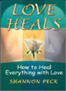 LOVE
HEALS
How to Heal
Everything with Love
SHANNON PECK